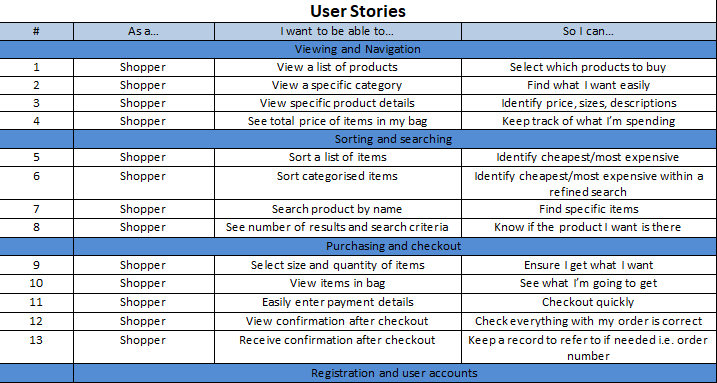 User Stories
# As a... I want to be able to... So I can...
Viewing and Navigation
1 Shopper View a list of products Select which products to buy
2 Shopper View a specific category Find what I want easily
3 Shopper View specific product details Identify price, sizes, descriptions
4 Shopper See total price of items in my bag Keep track of what I'm spending
Sorting and searching
5 Shopper Sort a list of items Identify cheapest/most expensive
6 Shopper Sort categorised items Identify cheapest/most expensive within a
refined search
7 Shopper Search product by name Find specific items
8 Shopper See number of results and search criteria Know if the product I want is there
Purchasing and checkout
9 Shopper Select size and quantity of items Ensure I get what I want
10 Shopper View items in bag See what I'm going to get
11 Shopper Easily enter payment details Checkout quickly
12 Shopper View confirmation after checkout Check everything with my order is correct
13 Shopper Receive confirmation after checkout Keep a record to refer to if needed i.e. order
number
Registration and user accounts